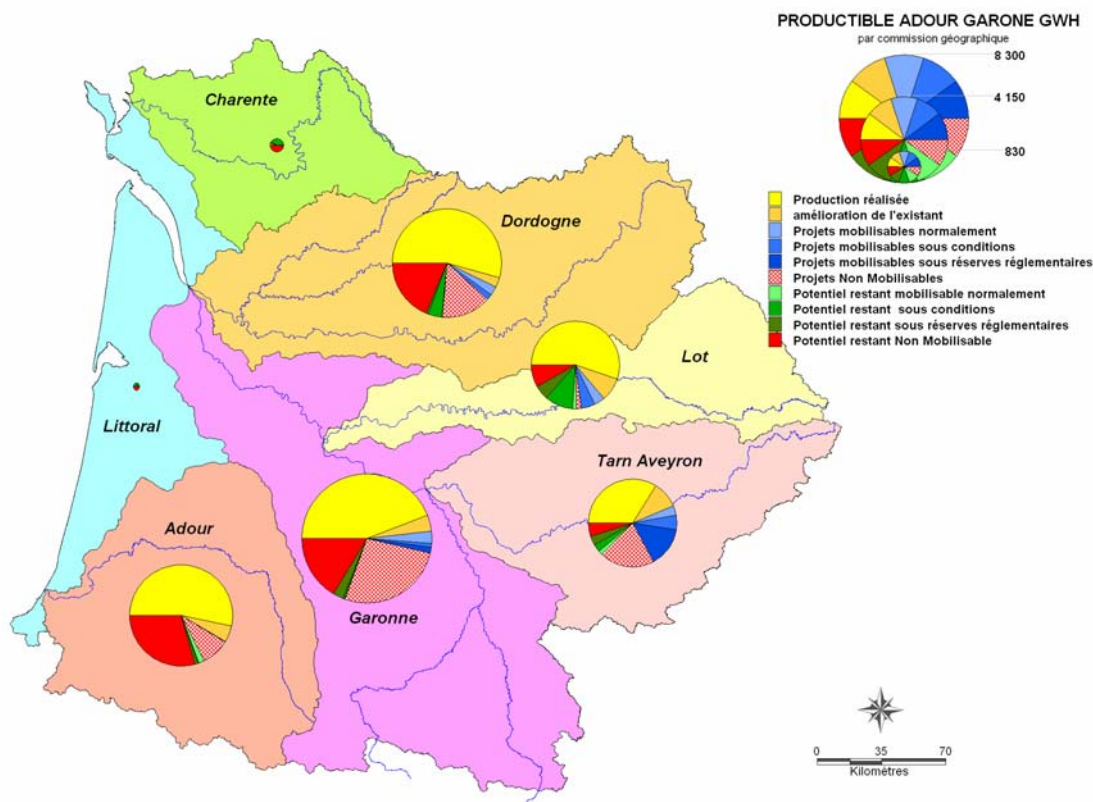 PRODUCTIBLE ADOUR GARONE GWH
par commission géographique
8 300
4 150
830
Production réalisée
amélioration de l'existant
Projets mobilisables normalement
Projets mobilisables sous conditions
Projets mobilisables sous réserves réglementaires
Projets Non Mobilisables
Potentiel restant mobilisable normalement
Potentiel restant sous conditions
Potentiel restant sous réserves réglementaires
Potentiel restant Non Mobilisable
Charente
Dordogne
Lot
Littoral
Tarn Aveyron
Adour
Garonne
0 35 70
Kilomètres